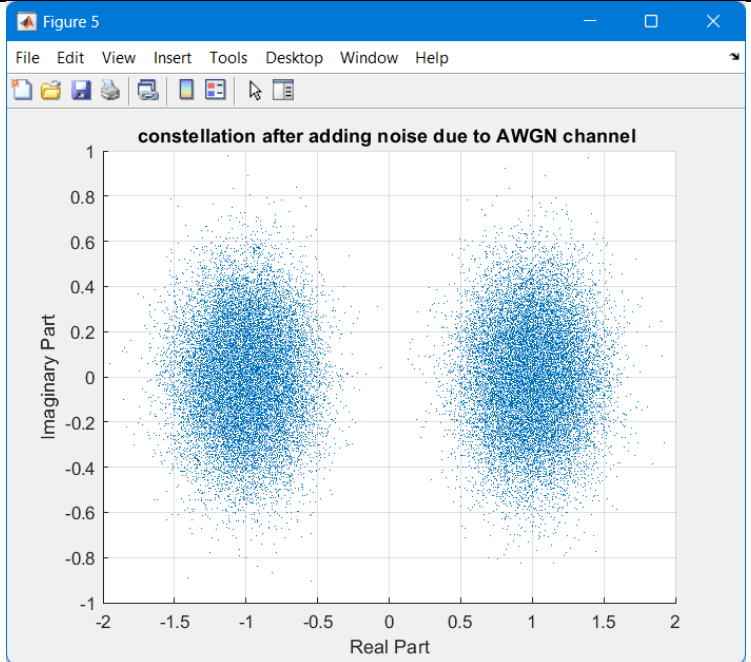 Figure 5
File Edit View Insert Tools Desktop Window Help
constellation after adding noise due to AWGN channel
1
0.8
0.6
0.4
0.2
0
-0.2
-0.4
-0.6
-0.8
-1
Imaginary Part
-2 -1.5 -1 -0.5 0 0.5 1 1.5 2
Real Part